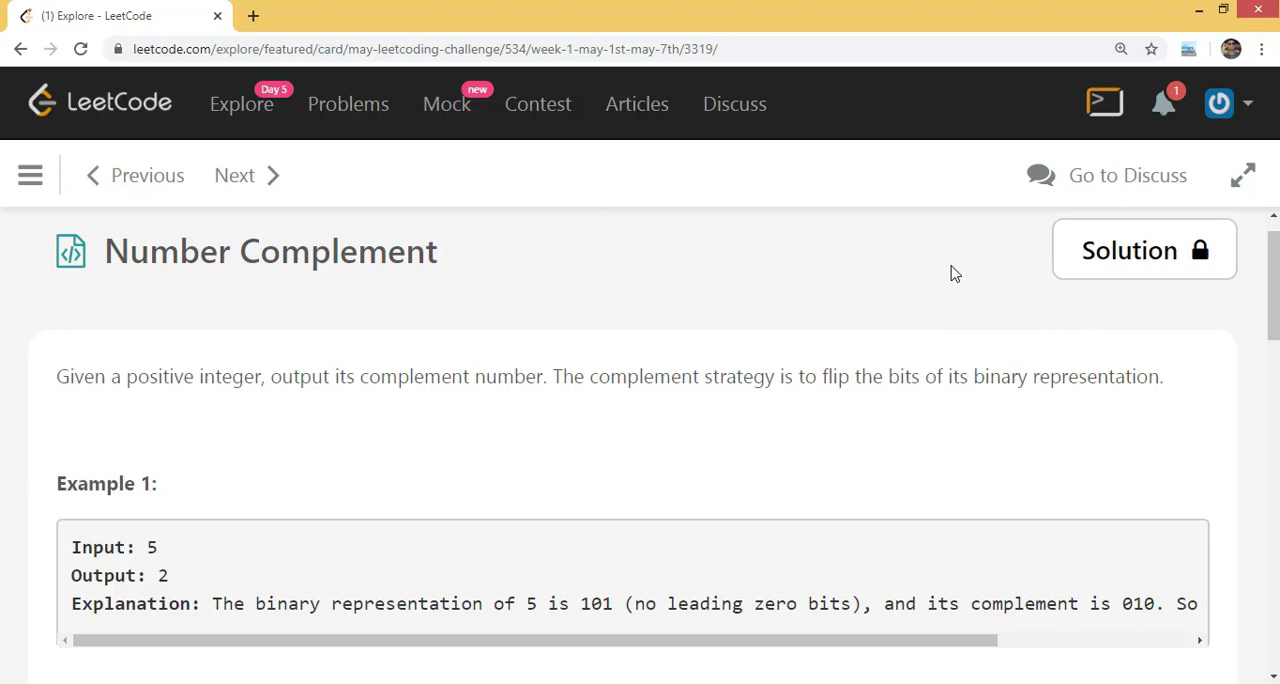 (1) Explore - LeetCode
leetcode.com/explore/featured/card/may-leetcoding-challenge/534/week-1-may-1st-may-7th/3319/
LeetCode Explore Day 5 Problems Mock new Contest Articles Discuss 1
Previous Next Go to Discuss
Number Complement Solution
Given a positive integer, output its complement number. The complement strategy is to flip the bits of its binary representation.
Example 1:
Input: 5
Output: 2
Explanation: The binary representation of 5 is 101 (no leading zero bits), and its complement is 010. So